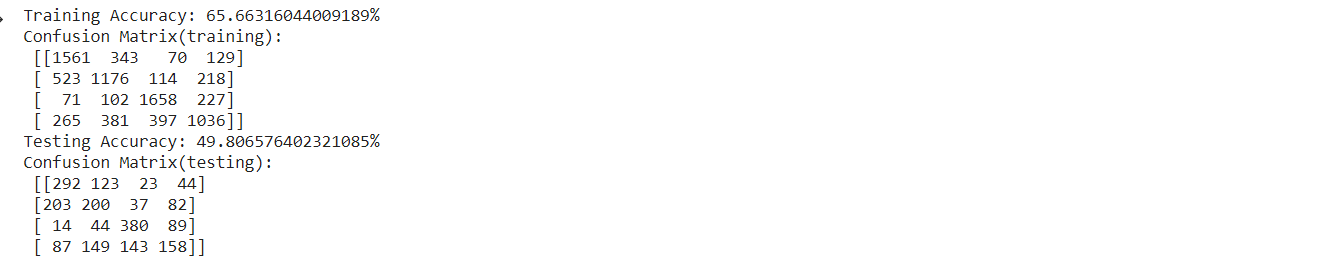 Training Accuracy: 65.66316044009189%
Confusion Matrix(training):
[[1561  343   70  129]
[ 523 1176  114  218]
[  71  102 1658  227]
[ 265  381  397 1036]]
Testing Accuracy: 49.806576402321085%
Confusion Matrix(testing):
[[292 123  23  44]
[203 200  37  82]
[ 14  44 380  89]
[ 87 149 143 158]]